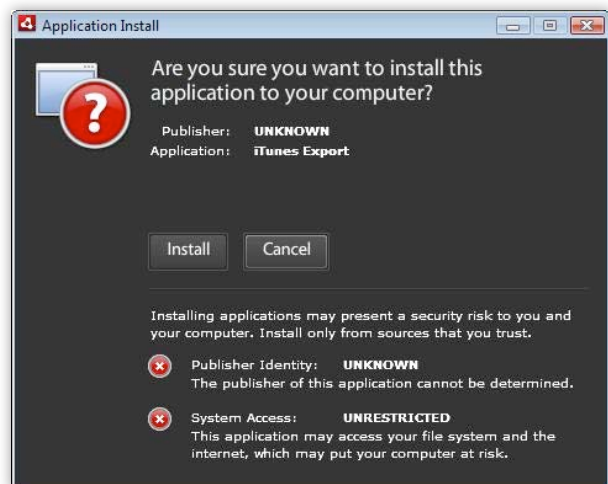 Application Install
Are you sure you want to install this
application to your computer?
Publisher: UNKNOWN
Application: iTunes Export
Install Cancel
Installing applications may present a security risk to you and
your computer. Install only from sources that you trust.
Publisher Identity: UNKNOWN
The publisher of this application cannot be determined.
System Access: UNRESTRICTED
This application may access your file system and the
internet, which may put your computer at risk.